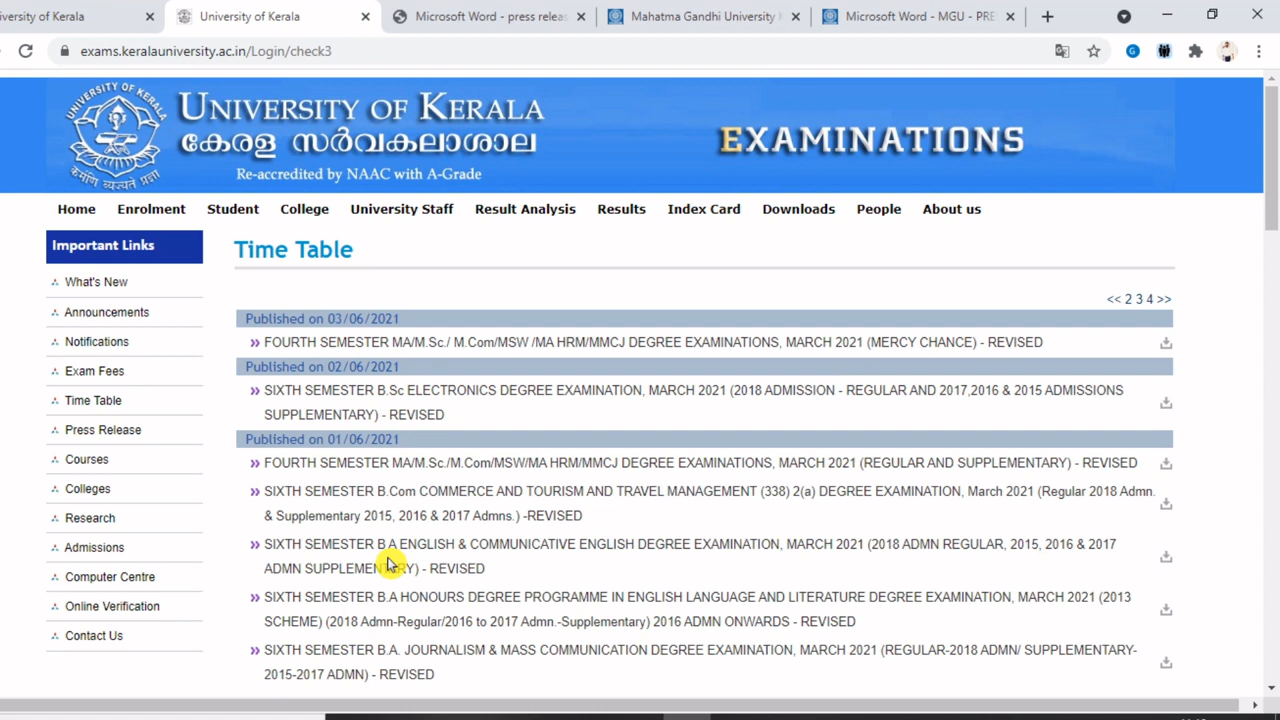 versity of Kerala
University of Kerala
Microsoft Word - press relea
Mahatma Gandhi University
Microsoft Word - MGU - PRE
exams.keralauniversity.ac.in/Login/check3
UNIVERSITY OF KERALA
UNIVERSITY OF KERALA
കേരള സർവകലാശാല
Re-accredited by NAAC with A-Grade
कर्मणि व्यज्यते प्रज्ञा
EXAMINATIONS
Home Enrolment Student College University Staff Result Analysis Results Index Card Downloads People About us
Important Links
What's New
Announcements
Notifications
Exam Fees
Time Table
Press Release
Courses
Colleges
Research
Admissions
Computer Centre
Online Verification
Contact Us
Time Table
<< 2 3 4 >>
Published on 03/06/2021
FOURTH SEMESTER MA/M.Sc./ M.Com/MSW /MA HRM/MMCJ DEGREE EXAMINATIONS, MARCH 2021 (MERCY CHANCE) - REVISED
Published on 02/06/2021
SIXTH SEMESTER B.Sc ELECTRONICS DEGREE EXAMINATION, MARCH 2021 (2018 ADMISSION - REGULAR AND 2017,2016 & 2015 ADMISSIONS
SUPPLEMENTARY) - REVISED
Published on 01/06/2021
FOURTH SEMESTER MA/M.Sc./M.Com/MSW/MA HRM/MMCJ DEGREE EXAMINATIONS, MARCH 2021 (REGULAR AND SUPPLEMENTARY) - REVISED
SIXTH SEMESTER B.Com COMMERCE AND TOURISM AND TRAVEL MANAGEMENT (338) 2(a) DEGREE EXAMINATION, March 2021 (Regular 2018 Admn.
& Supplementary 2015, 2016 & 2017 Admns.) -REVISED
SIXTH SEMESTER B.A ENGLISH & COMMUNICATIVE ENGLISH DEGREE EXAMINATION, MARCH 2021 (2018 ADMN REGULAR, 2015, 2016 & 2017
ADMN SUPPLEMENTARY) - REVISED
SIXTH SEMESTER B.A HONOURS DEGREE PROGRAMME IN ENGLISH LANGUAGE AND LITERATURE DEGREE EXAMINATION, MARCH 2021 (2013
SCHEME) (2018 Admn-Regular/2016 to 2017 Admn.-Supplementary) 2016 ADMN ONWARDS - REVISED
SIXTH SEMESTER B.A. JOURNALISM & MASS COMMUNICATION DEGREE EXAMINATION, MARCH 2021 (REGULAR-2018 ADMN/ SUPPLEMENTARY-
2015-2017 ADMN) - REVISED